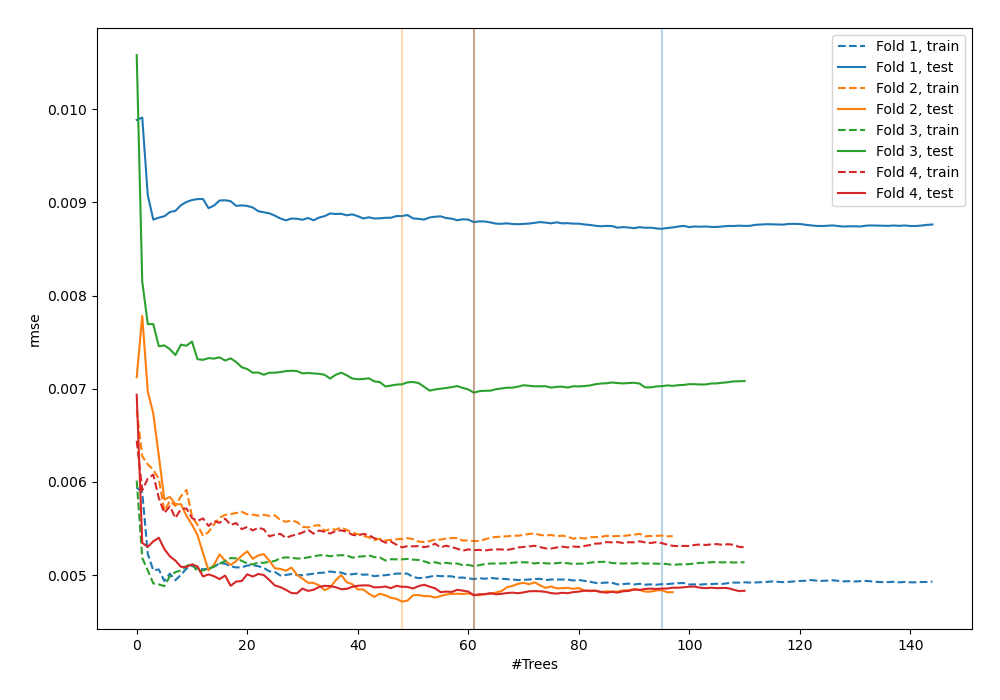 Fold 1, train
Fold 1, test
Fold 2, train
Fold 2, test
Fold 3, train
Fold 3, test
Fold 4, train
Fold 4, test
rmse
0.010
0.009
0.008
0.007
0.006
0.005
0 20 40 60 80 100 120 140
#Trees